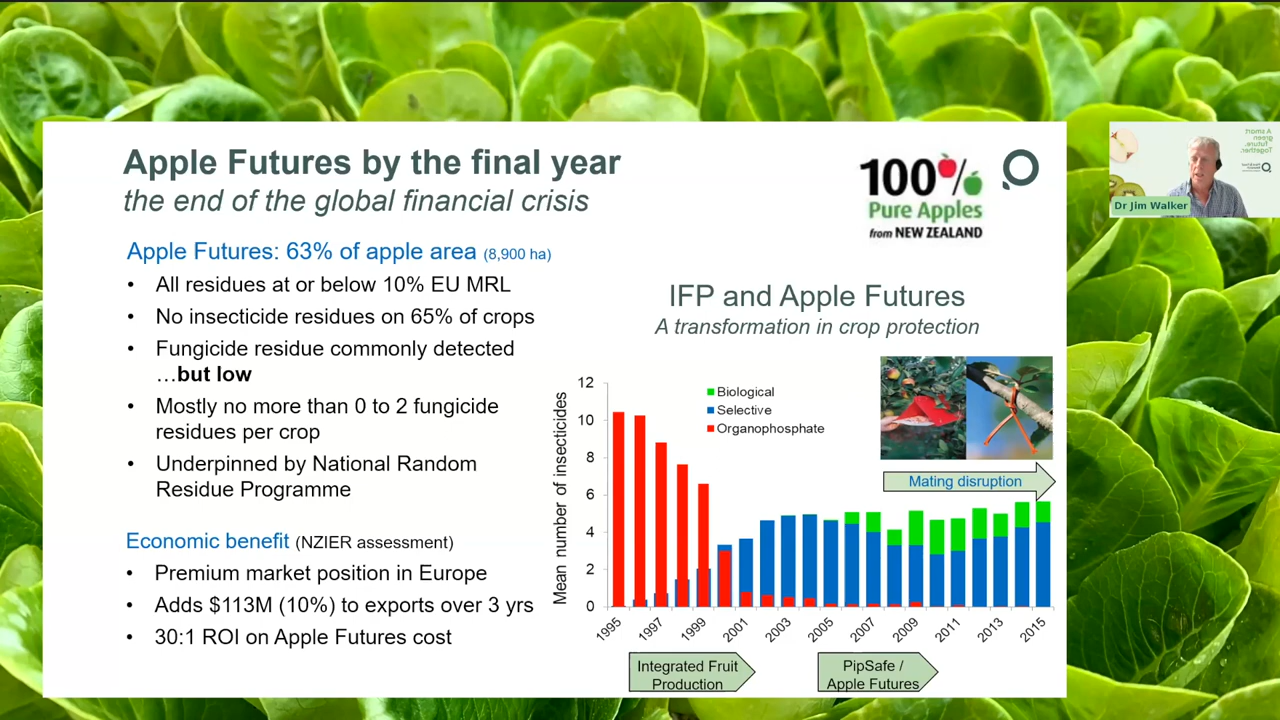 Apple Futures by the final year
the end of the global financial crisis
100%
Pure Apples
from NEW ZEALAND
Apple Futures: 63% of apple area (8,900 ha)
• All residues at or below 10% EU MRL
• No insecticide residues on 65% of crops
• Fungicide residue commonly detected
…but low
• Mostly no more than 0 to 2 fungicide
residues per crop
• Underpinned by National Random
Residue Programme
Economic benefit (NZIER assessment)
• Premium market position in Europe
• Adds $113M (10%) to exports over 3 yrs
• 30:1 ROI on Apple Futures cost
IFP and Apple Futures
A transformation in crop protection
Mean number of insecticides
12
10
8
6
4
2
0
Biological
Selective
Organophosphate
Mating disruption
1995
1997
1999
2001
2003
2005
2007
2009
2011
2013
2015
Integrated Fruit
Production
PipSafe /
Apple Futures
A smart
green
future.
Together.
Dr Jim Walker